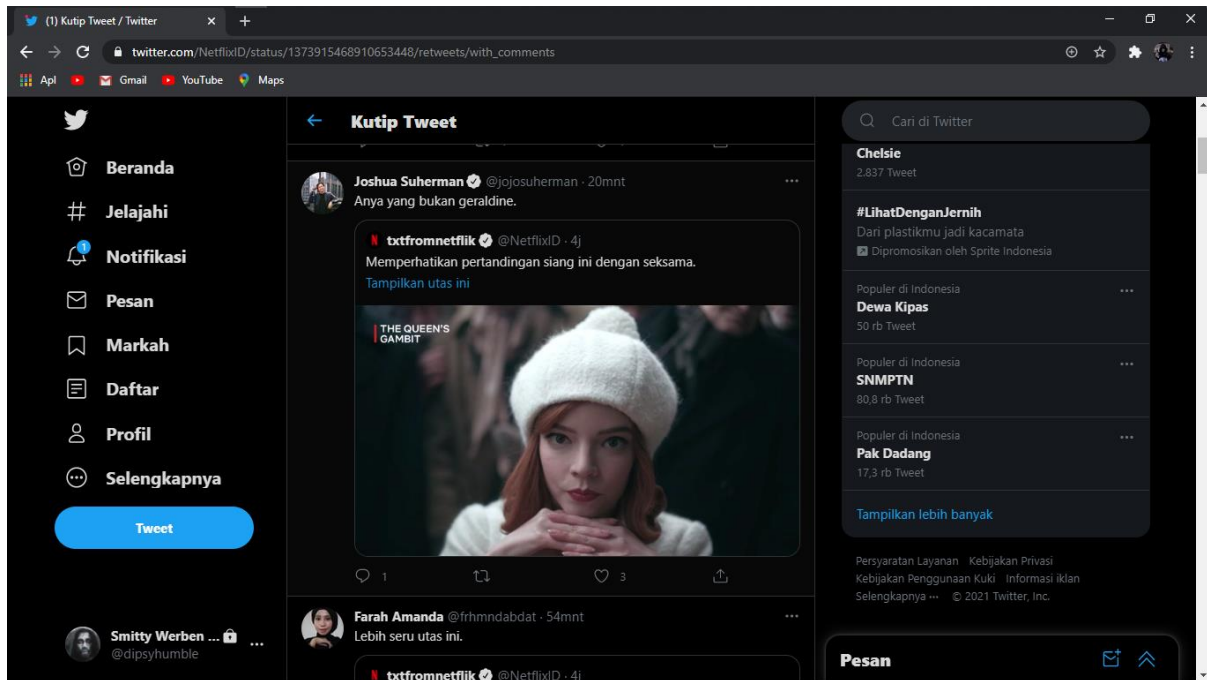 (1) Kutip Tweet / Twitter
twitter.com/NetflixID/status/1373915468910653448/retweets/with_comments
Apl
Gmail
YouTube
Maps
Beranda
Jelajahi
1
Notifikasi
Pesan
Markah
Daftar
Profil
Selengkapnya
Tweet
Smitty Werben ...
@dipsyhumble
Kutip Tweet
Joshua Suherman @jojosuherman · 20mnt
Anya yang bukan geraldine.
txtfromnetflik @NetflixID · 4j
Memperhatikan pertandingan siang ini dengan seksama.
Tampilkan utas ini
THE QUEEN'S
GAMBIT
1
3
Farah Amanda @frhmndabdat · 54mnt
Lebih seru utas ini.
txtfromnetflik @NetflixID · 4j
Cari di Twitter
Chelsie
2.837 Tweet
#LihatDenganJernih
Dari plastikmu jadi kacamata
Dipromosikan oleh Sprite Indonesia
Populer di Indonesia
Dewa Kipas
50 rb Tweet
Populer di Indonesia
SNMPTN
80,8 rb Tweet
Populer di Indonesia
Pak Dadang
17,3 rb Tweet
Tampilkan lebih banyak
Persyaratan Layanan Kebijakan Privasi
Kebijakan Penggunaan Kuki Informasi iklan
Selengkapnya ··· © 2021 Twitter, Inc.
Pesan